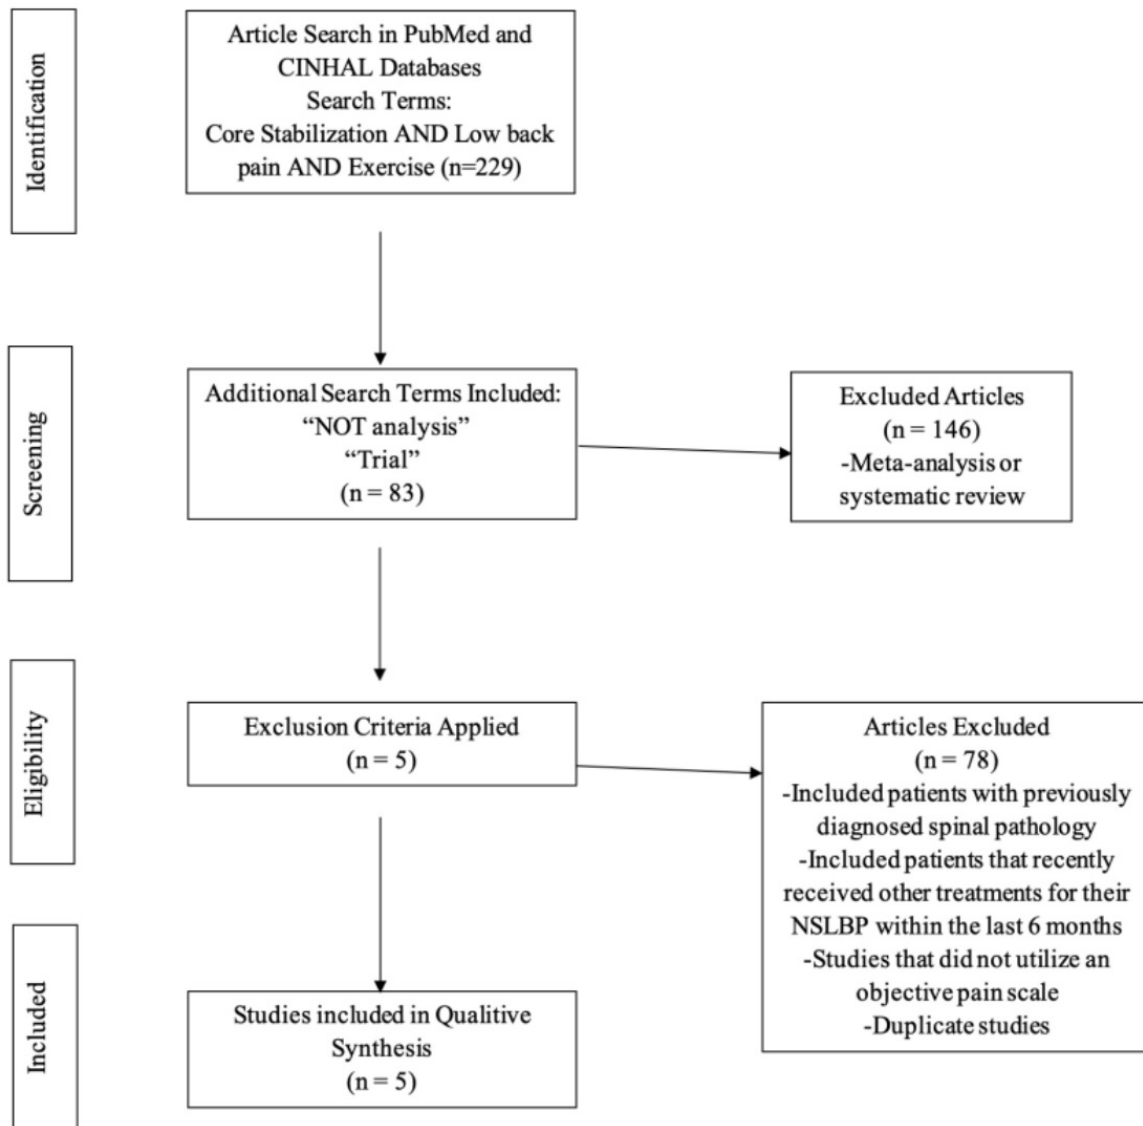 Identification
Article Search in PubMed and
CINHAL Databases
Search Terms:
Core Stabilization AND Low back
pain AND Exercise (n=229)
Screening
Additional Search Terms Included:
“NOT analysis”
“Trial”
(n = 83)
Excluded Articles
(n = 146)
-Meta-analysis or
systematic review
Eligibility
Exclusion Criteria Applied
(n = 5)
Articles Excluded
(n = 78)
-Included patients with previously
diagnosed spinal pathology
-Included patients that recently
received other treatments for their
NSLBP within the last 6 months
-Studies that did not utilize an
objective pain scale
-Duplicate studies
Included
Studies included in Qualitive
Synthesis
(n = 5)